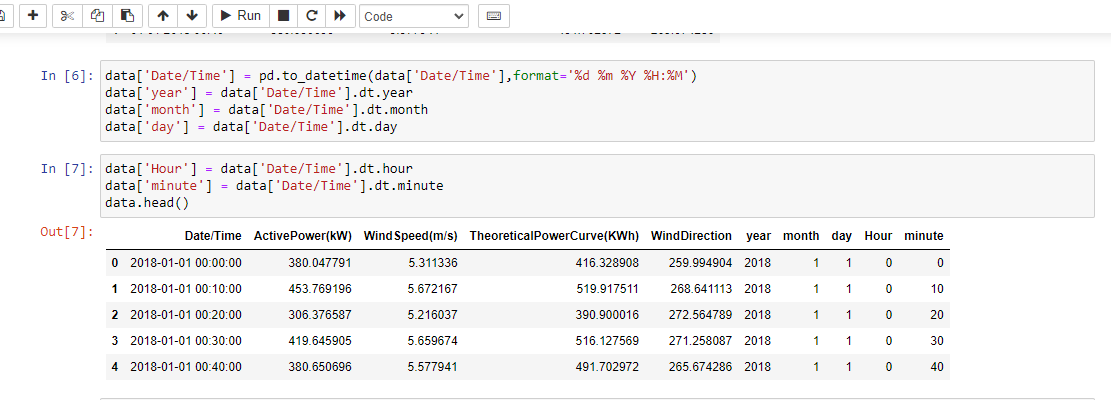 Run
Code
In [6]: data['Date/Time'] = pd.to_datetime(data['Date/Time'],format='%d %m %Y %H:%M')
data['year'] = data['Date/Time'].dt.year
data['month'] = data['Date/Time'].dt.month
data['day'] = data['Date/Time'].dt.day
In [7]: data['Hour'] = data['Date/Time'].dt.hour
data['minute'] = data['Date/Time'].dt.minute
data.head()
Out[7]:
Date/Time ActivePower(kW) WindSpeed(m/s) TheoreticalPowerCurve(KWh) WindDirection year month day Hour minute
0 2018-01-01 00:00:00 380.047791 5.311336 416.328908 259.994904 2018 1 1 0 0
1 2018-01-01 00:10:00 453.769196 5.672167 519.917511 268.641113 2018 1 1 0 10
2 2018-01-01 00:20:00 306.376587 5.216037 390.900016 272.564789 2018 1 1 0 20
3 2018-01-01 00:30:00 419.645905 5.659674 516.127569 271.258087 2018 1 1 0 30
4 2018-01-01 00:40:00 380.650696 5.577941 491.702972 265.674286 2018 1 1 0 40